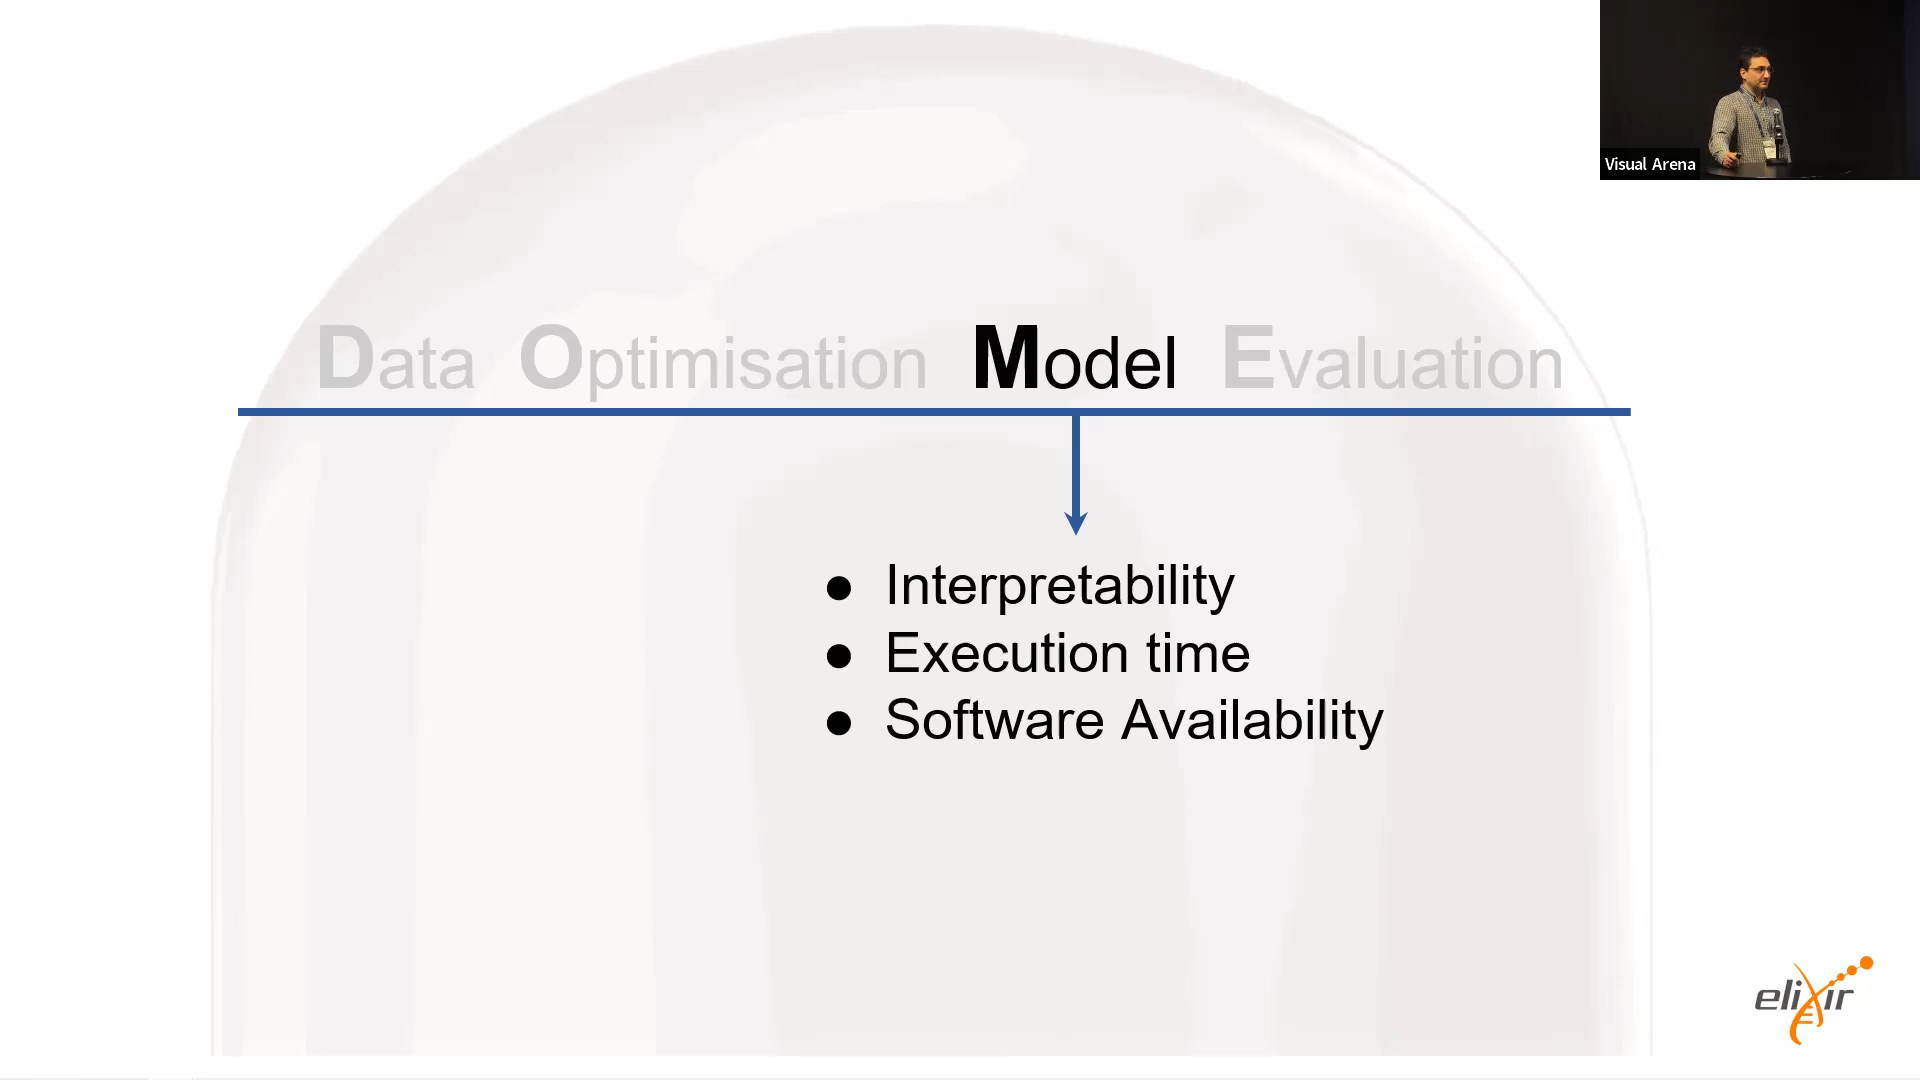 Visual Arena
Data Optimisation Model Evaluation
● Interpretability
● Execution time
● Software Availability
elixir